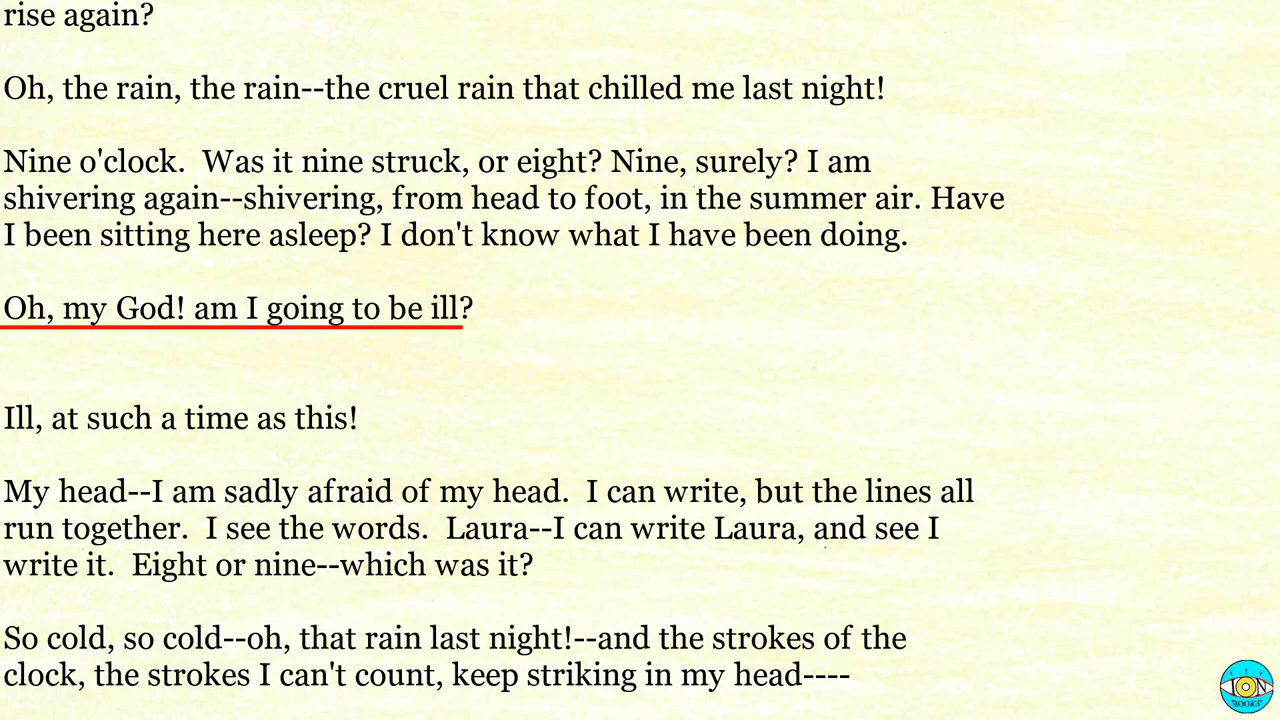 rise again?
Oh, the rain, the rain--the cruel rain that chilled me last night!
Nine o'clock.  Was it nine struck, or eight? Nine, surely? I am
shivering again--shivering, from head to foot, in the summer air. Have
I been sitting here asleep? I don't know what I have been doing.
Oh, my God! am I going to be ill?
Ill, at such a time as this!
My head--I am sadly afraid of my head.  I can write, but the lines all
run together.  I see the words.  Laura--I can write Laura, and see I
write it.  Eight or nine--which was it?
So cold, so cold--oh, that rain last night!--and the strokes of the
clock, the strokes I can't count, keep striking in my head----
ION
BOOKS